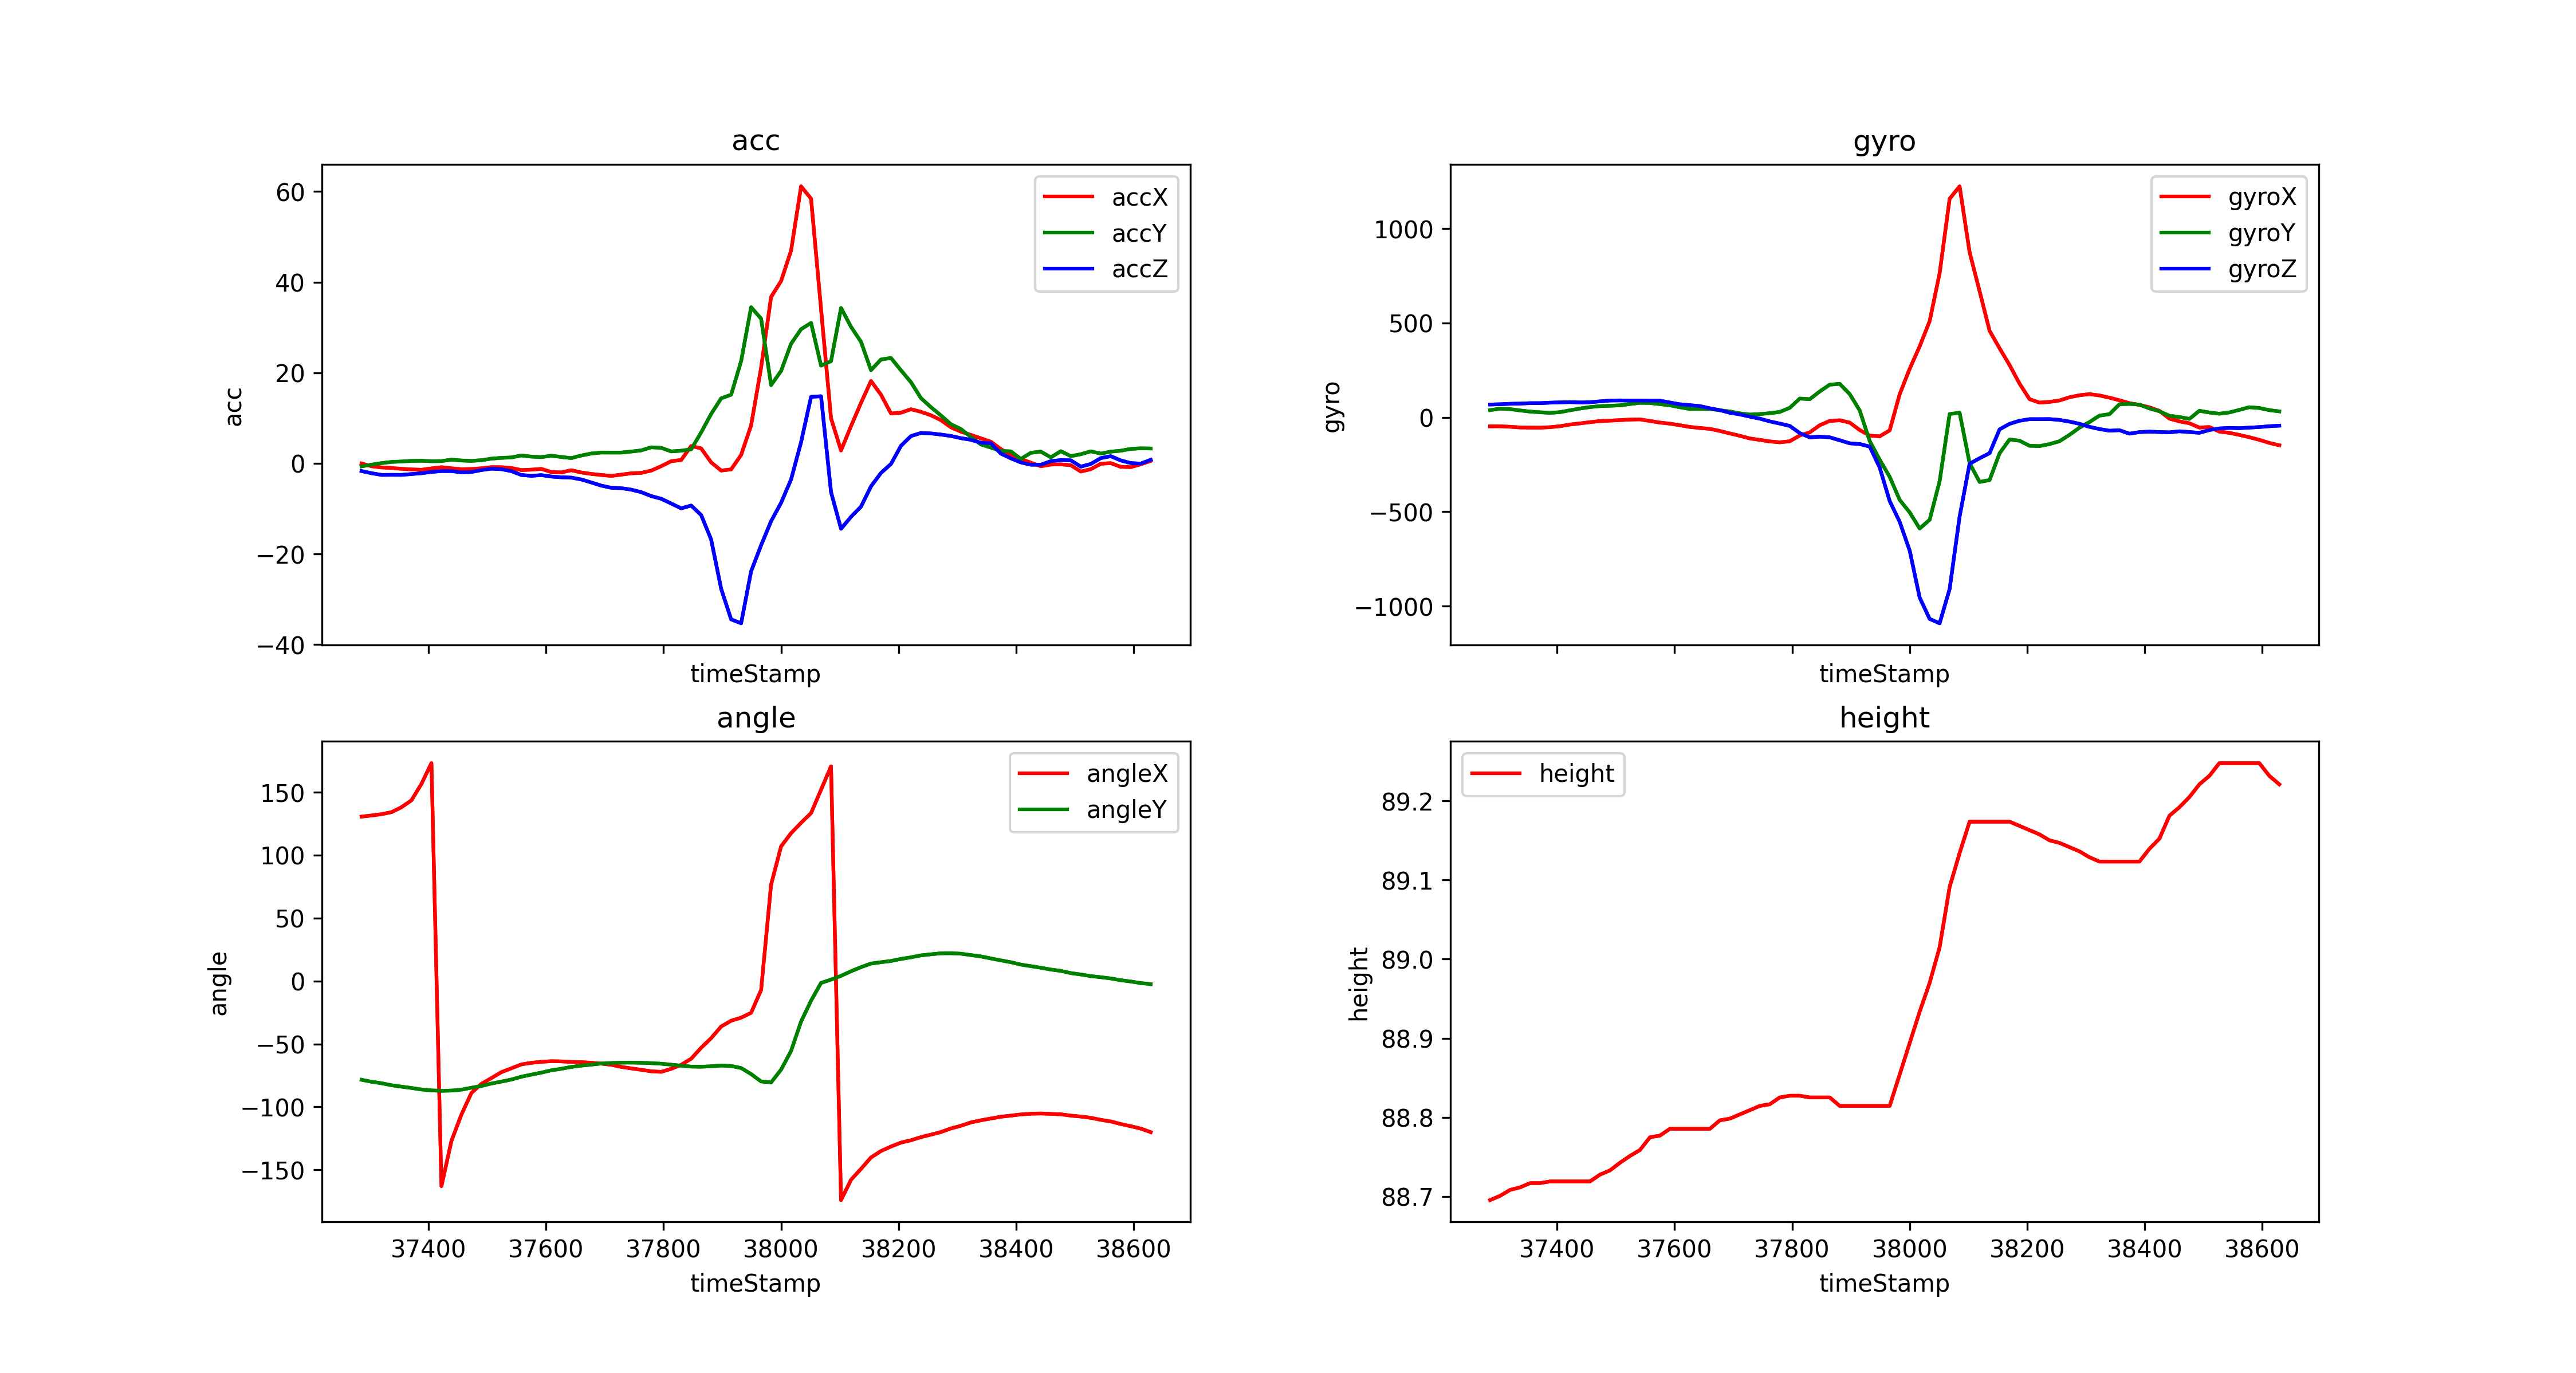 acc
60
40
20
0
−20
−40
acc
timeStamp
accX
accY
accZ
gyro
1000
500
0
−500
−1000
gyro
timeStamp
gyroX
gyroY
gyroZ
angle
150
100
50
0
−50
−100
−150
angle
37400 37600 37800 38000 38200 38400 38600
timeStamp
angleX
angleY
height
89.2
89.1
89.0
88.9
88.8
88.7
height
37400 37600 37800 38000 38200 38400 38600
timeStamp
height